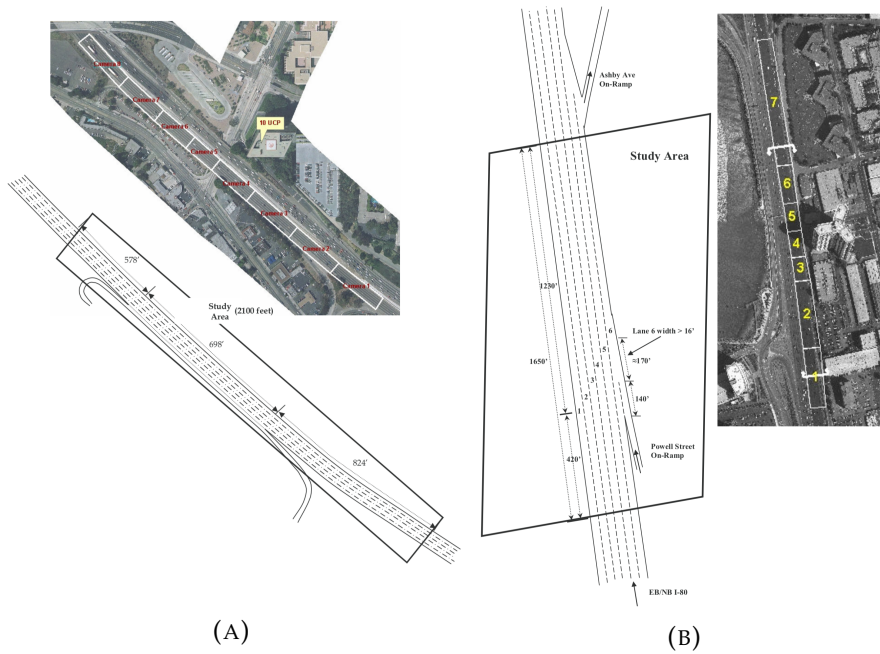 Camera 8
Camera 7
Camera 6
Camera 5
10 UCP
Camera 4
Camera 3
Camera 2
Camera 1
578'
Study
Area (2100 feet)
698'
824'
(A)
Ashby Ave
On-Ramp
Study Area
1230'
1650'
420'
1
2
3
4
5
6
Lane 6 width > 16'
≈170'
140'
Powell Street
On-Ramp
EB/NB I-80
(B)
7
6
5
4
3
2
1